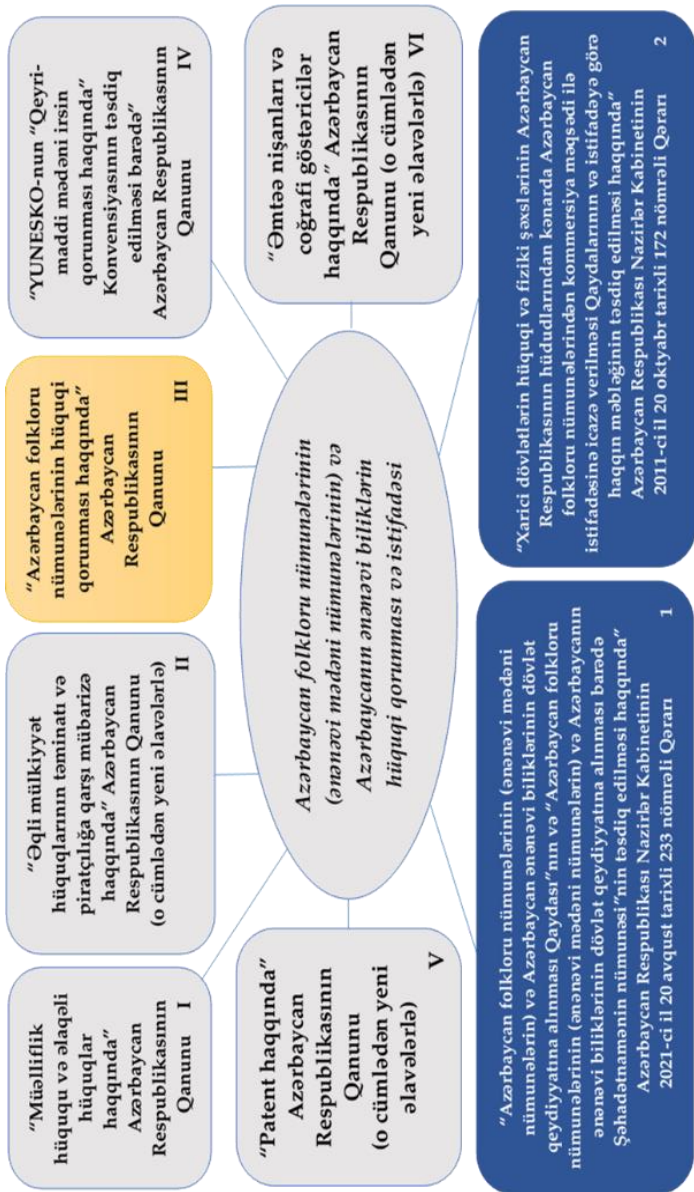 "Müəlliflik
hüququ və əlaqəli
hüquqlar
haqqında"
Azərbaycan
Respublikasının
Qanunu I
"Əqli mülkiyyət
hüquqlarının təminatı və
piratçılığa qarşı mübarizə
haqqında" Azərbaycan
Respublikasının Qanunu
(o cümlədən yeni əlavələrlə)
II
"Azərbaycan folkloru
nümunələrinin hüquqi
qorunması haqqında"
Azərbaycan
Respublikasının
Qanunu
III
"YUNESKO-nun "Qeyri-
maddi mədəni irsin
qorunması haqqında"
Konvensiyasının təsdiq
edilməsi barədə"
Azərbaycan Respublikasının
Qanunu
IV
"Patent haqqında"
Azərbaycan
Respublikasının
Qanunu
(o cümlədən yeni
əlavələrlə)
V
Azərbaycan folkloru nümunələrinin
(ənənəvi mədəni nümunələrinin) və
Azərbaycanın ənənəvi biliklərin
hüquqi qorunması və istifadəsi
"Əmtəə nişanları və
coğrafi göstəricilər
haqqında" Azərbaycan
Respublikasının
Qanunu (o cümlədən
yeni əlavələrlə) VI
"Azərbaycan folkloru nümunələrinin (ənənəvi mədəni
nümunələrin) və Azərbaycan ənənəvi biliklərinin dövlət
qeydiyyatına alınması Qaydası"nın və "Azərbaycan folkloru
nümunələrinin (ənənəvi mədəni nümunələrin) və Azərbaycanın
ənənəvi biliklərinin dövlət qeydiyyatına alınması barədə
Şəhadətnamənin nümunəsi"nin təsdiq edilməsi haqqında"
Azərbaycan Respublikası Nazirlər Kabinetinin
2021-ci il 20 avqust tarixli 233 nömrəli Qərarı
1
"Xarici dövlətlərin hüquqi və fiziki şəxslərinin Azərbaycan
Respublikasının hüdudlarından kənarda Azərbaycan
folkloru nümunələrindən kommersiya məqsədi ilə
istifadəsinə icazə verilməsi Qaydalarının və istifadəyə görə
haqqın məbləğinin təsdiq edilməsi haqqında"
Azərbaycan Respublikası Nazirlər Kabinetinin
2011-ci il 20 oktyabr tarixli 172 nömrəli Qərarı
2